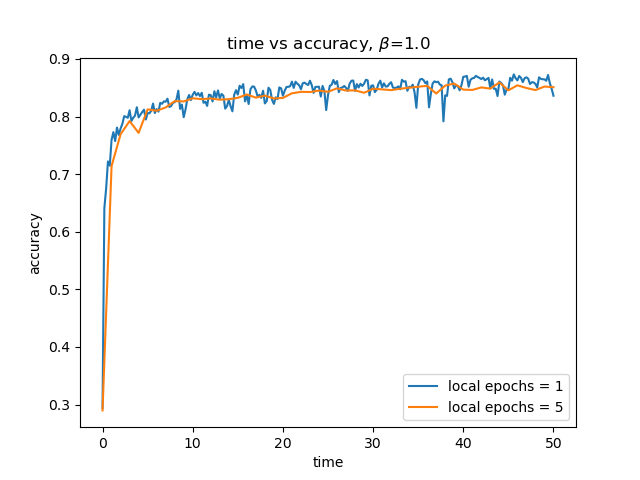 time vs accuracy, β=1.0
0.9
0.8
0.7
0.6
0.5
0.4
0.3
accuracy
0 10 20 30 40 50
time
local epochs = 1
local epochs = 5